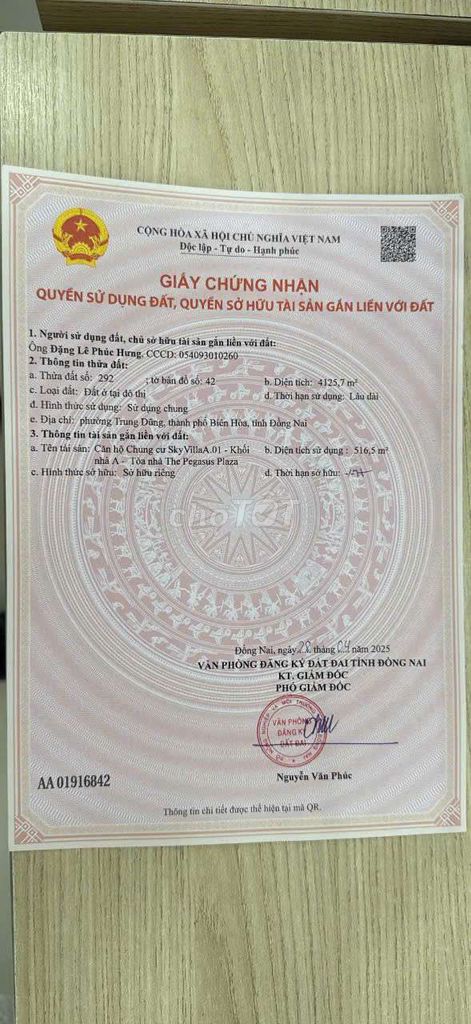 CỘNG HÒA XÃ HỘI CHỦ NGHĨA VIỆT NAM
Độc lập - Tự do - Hạnh phúc
GIẤY CHỨNG NHẬN
QUYỀN SỬ DỤNG ĐẤT, QUYỀN SỞ HỮU TÀI SẢN GẮN LIỀN VỚI ĐẤT
1. Người sử dụng đất, chủ sở hữu tài sản gắn liền với đất:
Ông Đặng Lê Phúc Hưng. CCCD: 054093010260
2. Thông tin thửa đất:
a. Thửa đất số: 292 ; tờ bản đồ số: 42 b. Diện tích: 4125,7 m²
c. Loại đất: Đất ở tại đô thị d. Thời hạn sử dụng: Lâu dài
d. Hình thức sử dụng: Sử dụng chung
e. Địa chỉ: phường Trung Dũng, thành phố Biên Hòa, tỉnh Đồng Nai
3. Thông tin tài sản gắn liền với đất:
a. Tên tài sản: Căn hộ Chung cư SkyVillaA.01 - Khối b. Diện tích sử dụng : 516,5 m²
nhà A - Tòa nhà The Pegasus Plaza
c. Hình thức sở hữu: Sở hữu riêng d. Thời hạn sở hữu: -/-
choTOT
Đồng Nai, ngày 28 tháng 04 năm 2025
VĂN PHÒNG ĐĂNG KÝ ĐẤT ĐAI TỈNH ĐỒNG NAI
KT. GIÁM ĐỐC
PHÓ GIÁM ĐỐC
VĂN PHÒNG
ĐĂNG KÝ
ĐẤT ĐAI
Nguyễn Văn Phúc
AA 01916842
Thông tin chi tiết được thể hiện tại mã QR.